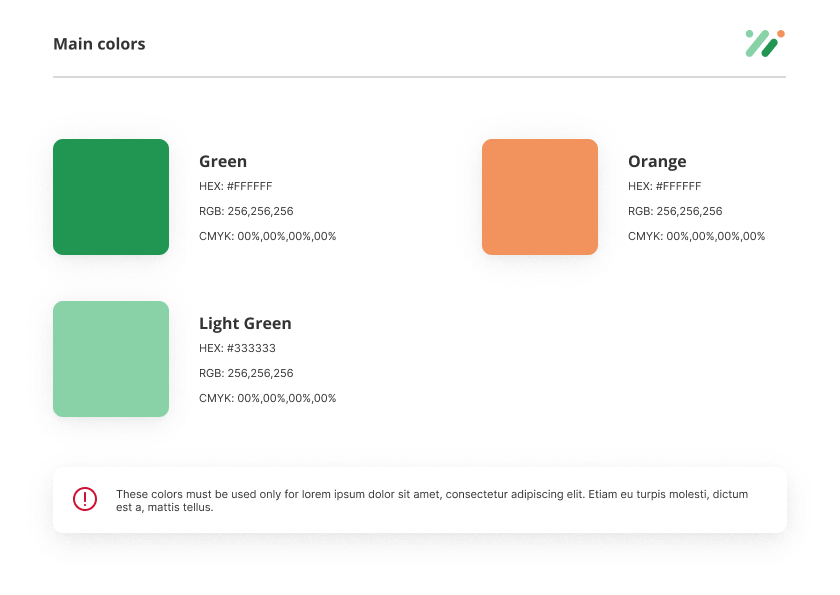 Main colors
Green
HEX: #FFFFFF
RGB: 256,256,256
CMYK: 00%,00%,00%,00%
Orange
HEX: #FFFFFF
RGB: 256,256,256
CMYK: 00%,00%,00%,00%
Light Green
HEX: #333333
RGB: 256,256,256
CMYK: 00%,00%,00%,00%
These colors must be used only for lorem ipsum dolor sit amet, consectetur adipiscing elit. Etiam eu turpis molesti, dictum
est a, mattis tellus.